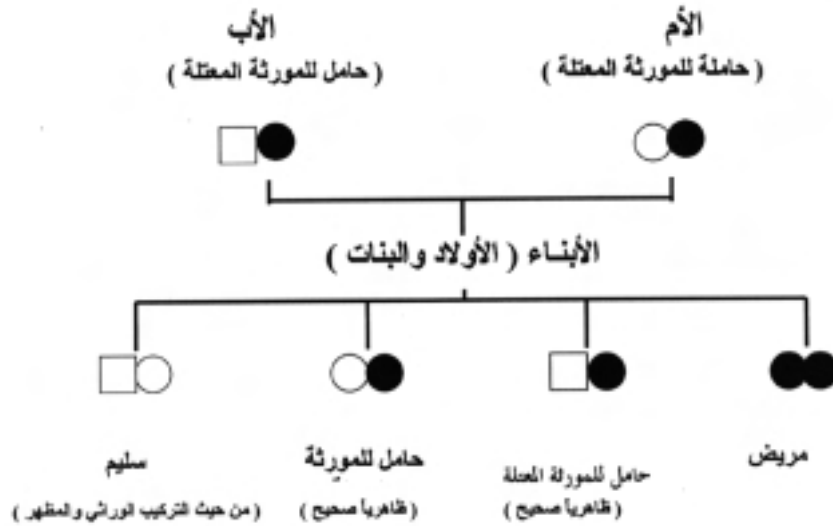 الأم
الأب
( حاملة للمورثة المعتلة )
( حامل للمورثة المعتلة )
الأبنـاء ( الأولاد والبنات )
مريض
حامل للمورثة المعتلة
( ظاهرياً صحيح )
حامل للمورثة
( ظاهرياً صحيح )
سليم
( من حيث التركيب الوراثي والمظهر )